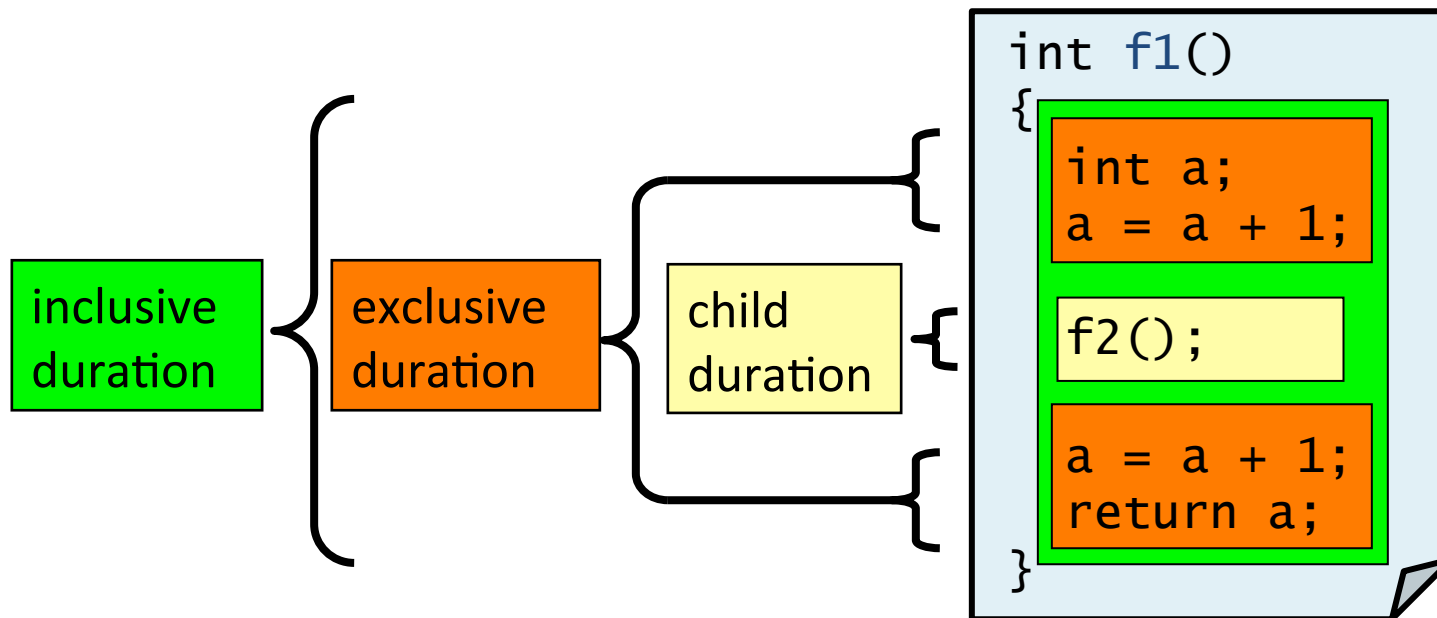 inclusive
duration
exclusive
duration
child
duration
int f1()
{
int a;
a = a + 1;
f2();
a = a + 1;
return a;
}